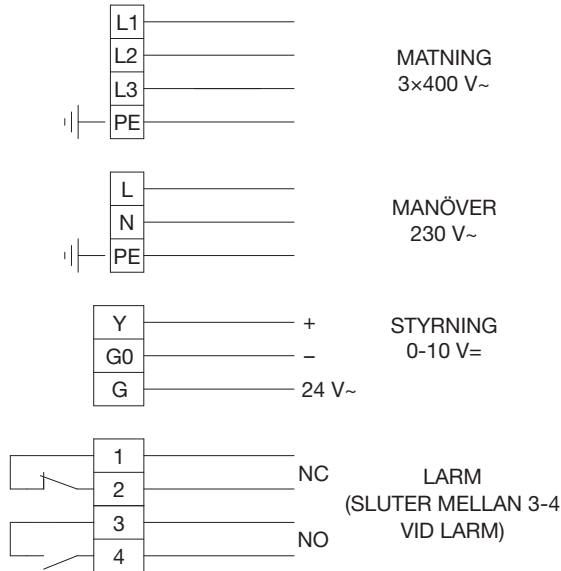 L1
L2
L3
PE
MATNING
3×400 V~
L
N
PE
MANÖVER
230 V~
Y
+
G0
–
G
24 V~
STYRNING
0-10 V=
1
2
NC
3
4
NO
LARM
(SLUTER MELLAN 3-4
VID LARM)